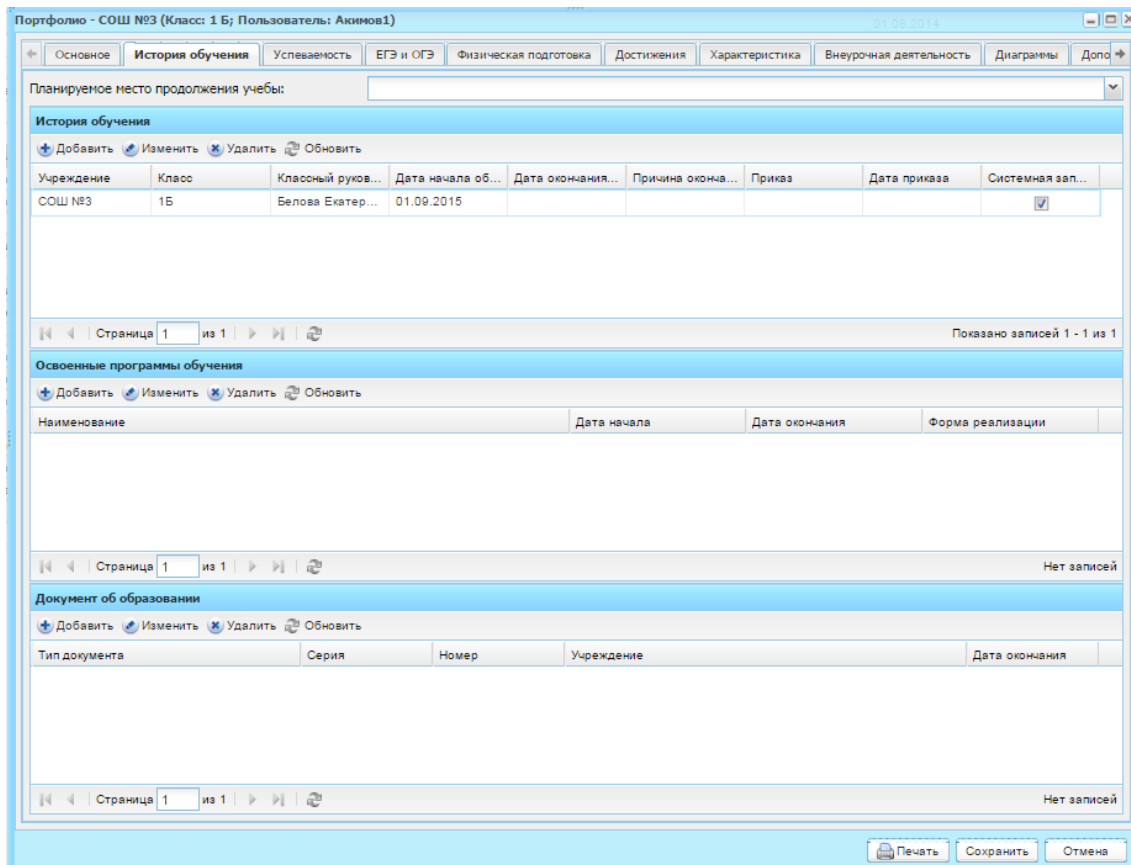 Портфолио - СОШ №3 (Класс: 1 Б; Пользователь: Акимов1) 01.08.2014
Основное История обучения Успеваемость ЕГЭ и ОГЭ Физическая подготовка Достижения Характеристика Внеурочная деятельность Диаграммы Допо
Планируемое место продолжения учебы:
История обучения
Добавить Изменить Удалить Обновить
Учреждение Класс Классный руков... Дата начала об... Дата окончания... Причина оконча... Приказ Дата приказа Системная зап...
СОШ №3 1Б Белова Екатер... 01.09.2015
Страница 1 из 1 Показано записей 1 - 1 из 1
Освоенные программы обучения
Добавить Изменить Удалить Обновить
Наименование Дата начала Дата окончания Форма реализации
Страница 1 из 1 Нет записей
Документ об образовании
Добавить Изменить Удалить Обновить
Тип документа Серия Номер Учреждение Дата окончания
Страница 1 из 1 Нет записей
Печать Сохранить Отмена